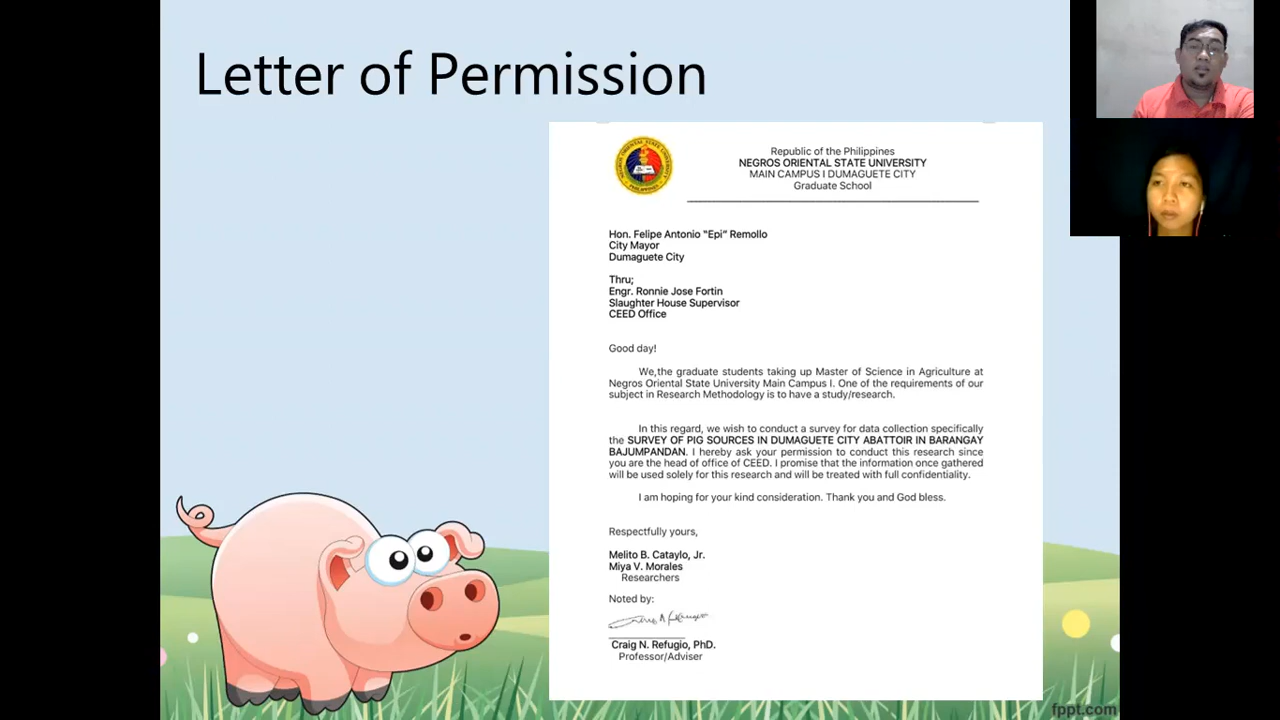 Letter of Permission
Republic of the Philippines
NEGROS ORIENTAL STATE UNIVERSITY
MAIN CAMPUS I DUMAGUETE CITY
Graduate School
Hon. Felipe Antonio "Epi" Remollo
City Mayor
Dumaguete City
Thru;
Engr. Ronnie Jose Fortin
Slaughter House Supervisor
CEED Office
Good day!
We,the graduate students taking up Master of Science in Agriculture at
Negros Oriental State University Main Campus I. One of the requirements of our
subject in Research Methodology is to have a study/research.
In this regard, we wish to conduct a survey for data collection specifically
the SURVEY OF PIG SOURCES IN DUMAGUETE CITY ABATTOIR IN BARANGAY
BAJUMPANDAN. I hereby ask your permission to conduct this research since
you are the head of office of CEED. I promise that the information once gathered
will be used solely for this research and will be treated with full confidentiality.
I am hoping for your kind consideration. Thank you and God bless.
Respectfully yours,
Melito B. Cataylo, Jr.
Miya V. Morales
Researchers
Noted by:
Craig N. Refugio, PhD.
Professor/Adviser
fppt.com